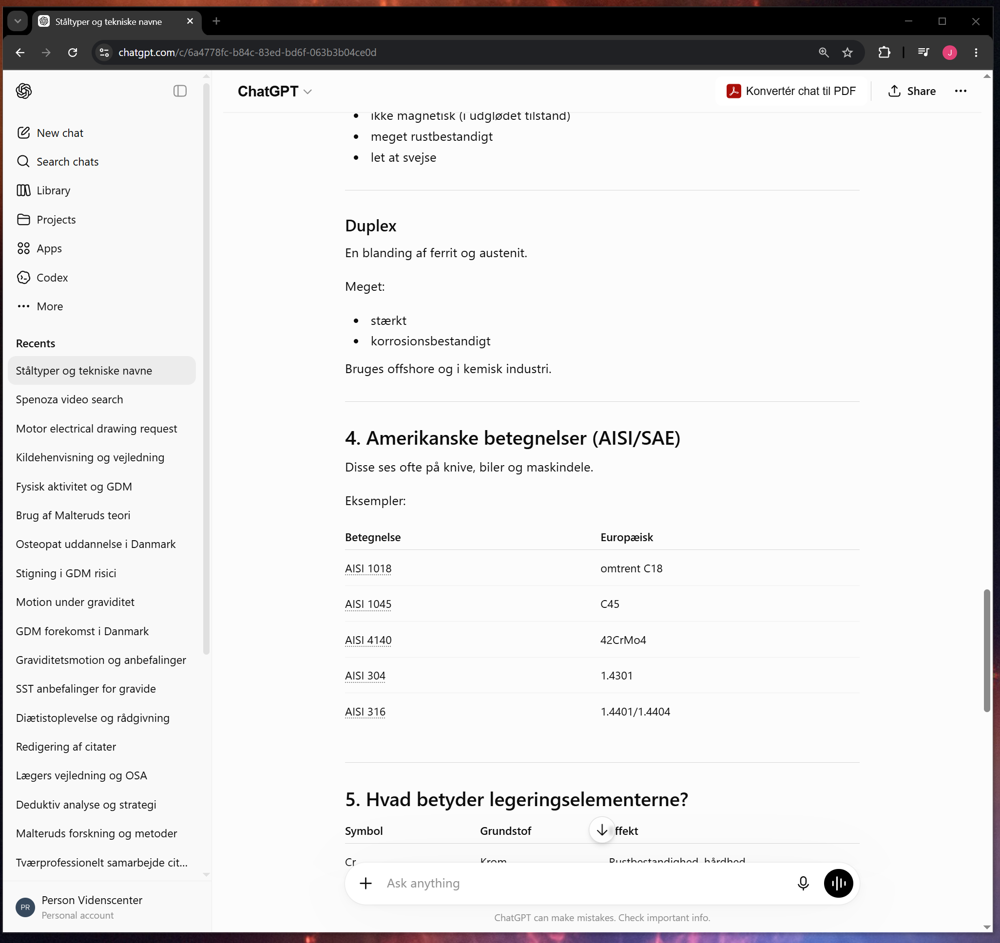 Ståltyper og tekniske navne
chatgpt.com/c/6a4778fc-b84c-83ed-bd6f-063b3b04ce0d
J
New chat
Search chats
Library
Projects
Apps
Codex
More
Recents
Ståltyper og tekniske navne
Spenoza video search
Motor electrical drawing request
Kildehenvisning og vejledning
Fysisk aktivitet og GDM
Brug af Malteruds teori
Osteopat uddannelse i Danmark
Stigning i GDM risici
Motion under graviditet
GDM forekomst i Danmark
Graviditetsmotion og anbefalinger
SST anbefalinger for gravide
Diætistoplevelse og rådgivning
Redigering af citater
Lægers vejledning og OSA
Deduktiv analyse og strategi
Malteruds forskning og metoder
Tværprofessionelt samarbejde cit...
PR
Person Videnscenter
Personal account
ChatGPT
Konvertér chat til PDF
Share
ikke magnetisk (i udglødet tilstand)
meget rustbestandigt
let at svejse
Duplex
En blanding af ferrit og austenit.
Meget:
stærkt
korrosionsbestandigt
Bruges offshore og i kemisk industri.
4. Amerikanske betegnelser (AISI/SAE)
Disse ses ofte på knive, biler og maskindele.
Eksempler:
Betegnelse Europæisk
AISI 1018 omtrent C18
AISI 1045 C45
AISI 4140 42CrMo4
AISI 304 1.4301
AISI 316 1.4401/1.4404
5. Hvad betyder legeringselementerne?
Symbol Grundstof ffekt
Cr Krom Rustbestandighed, hårdhed
Ask anything
ChatGPT can make mistakes. Check important info.